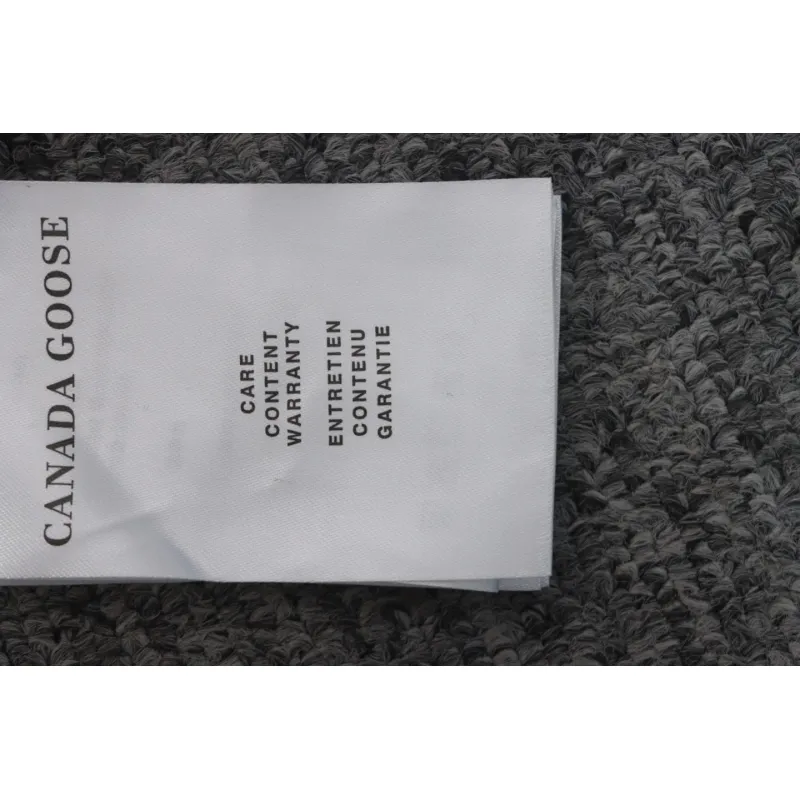 CANADA GOOSE
CARE
CONTENT
WARRANTY
ENTRETIEN
CONTENU
GARANTIE